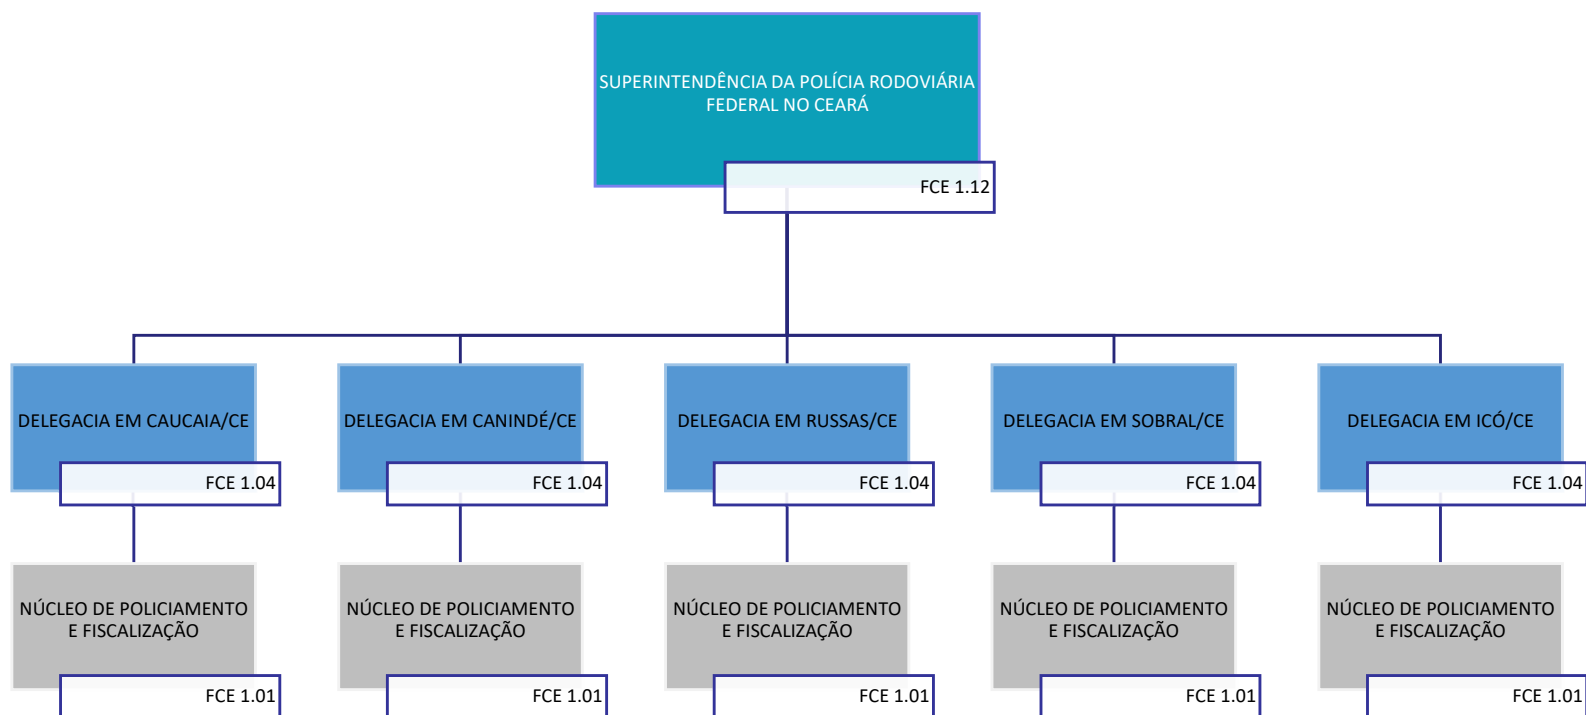 SUPERINTENDÊNCIA DA POLÍCIA RODOVIÁRIA
FEDERAL NO CEARÁ
FCE 1.12
DELEGACIA EM CAUCAIA/CE
FCE 1.04
DELEGACIA EM CANINDÉ/CE
FCE 1.04
DELEGACIA EM RUSSAS/CE
FCE 1.04
DELEGACIA EM SOBRAL/CE
FCE 1.04
DELEGACIA EM ICÓ/CE
FCE 1.04
NÚCLEO DE POLICIAMENTO
E FISCALIZAÇÃO
FCE 1.01
NÚCLEO DE POLICIAMENTO
E FISCALIZAÇÃO
FCE 1.01
NÚCLEO DE POLICIAMENTO
E FISCALIZAÇÃO
FCE 1.01
NÚCLEO DE POLICIAMENTO
E FISCALIZAÇÃO
FCE 1.01
NÚCLEO DE POLICIAMENTO
E FISCALIZAÇÃO
FCE 1.01